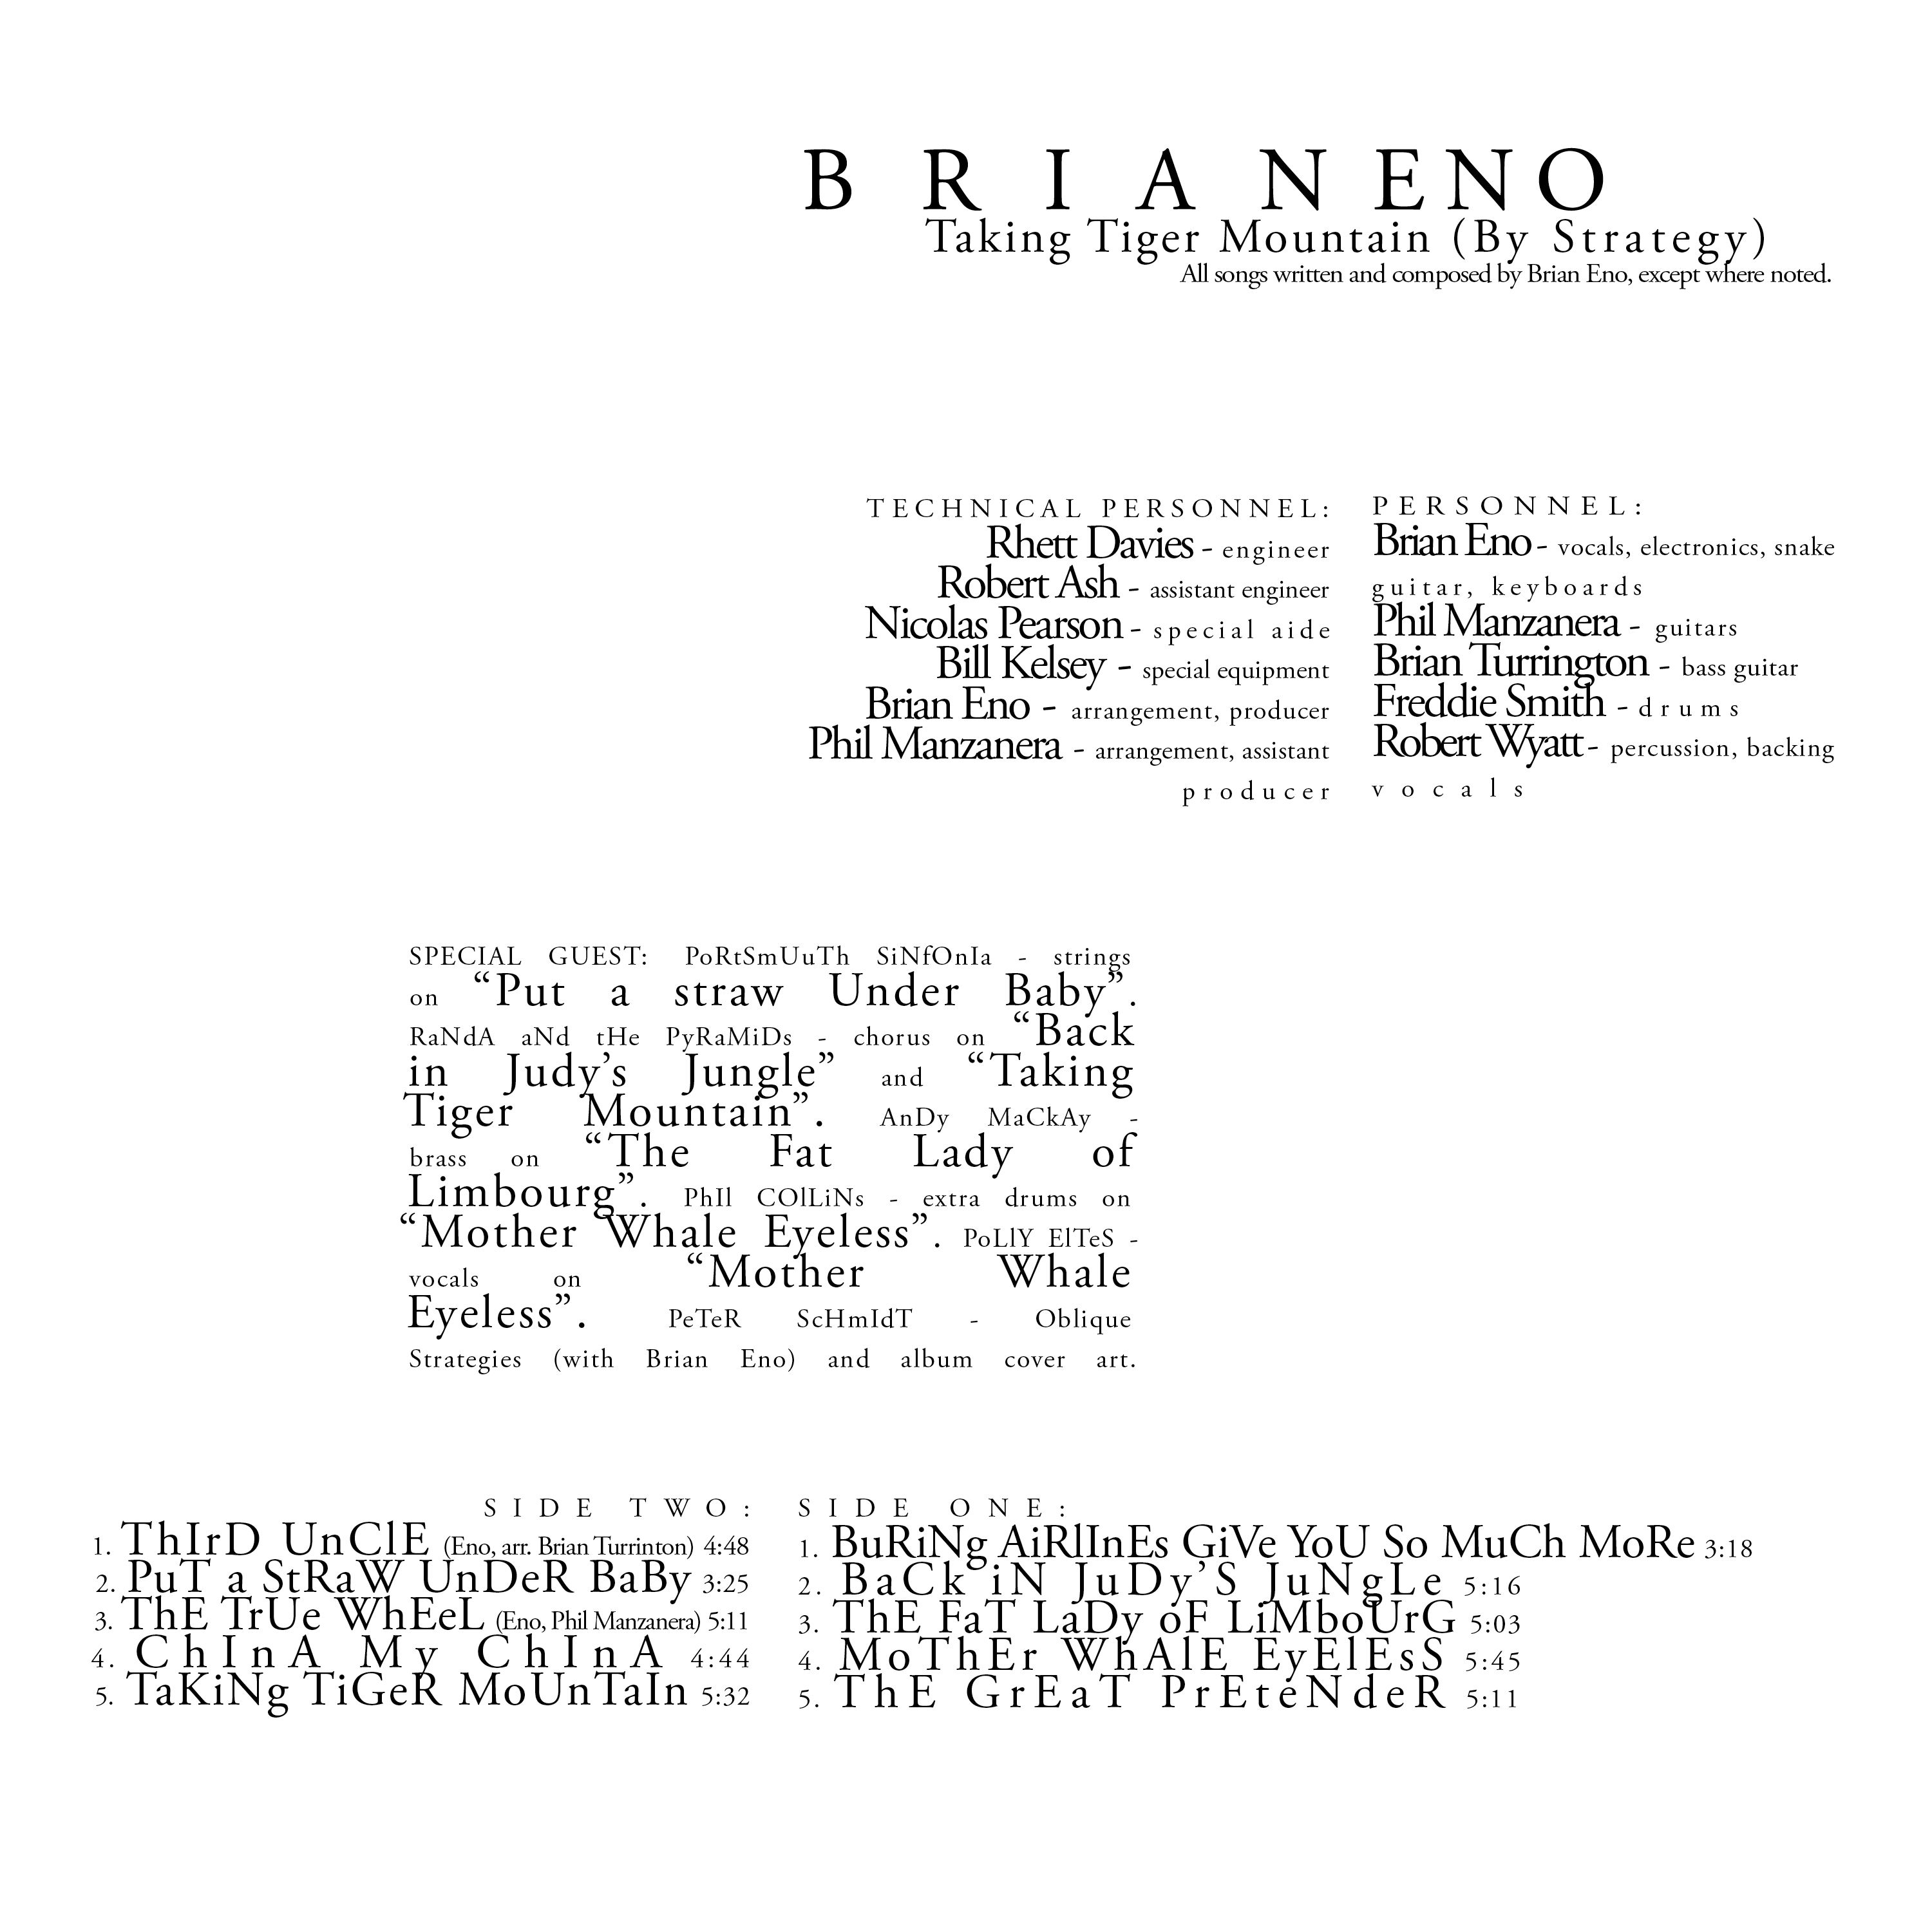 B R I A N ENO
Taking Tiger Mountain (By Strategy)
All songs written and composed by Brian Eno, except where noted.
TECHNICAL PERSONNEL:
Rhett Davies - engineer
Robert Ash - assistant engineer
Nicolas Pearson - special aide
Bill Kelsey - special equipment
Brian Eno - arrangement, producer
Phil Manzanera - arrangement, assistant
producer
PERSONNEL:
Brian Eno - vocals, electronics, snake
guitar, keyboards
Phil Manzanera - guitars
Brian Turrington - bass guitar
Freddie Smith - drums
Robert Wyatt - percussion, backing
vocals
SPECIAL GUEST: PoRtSmUuTh SiNfOnIa - strings
on “Put a straw Under Baby”.
RaNdA aNd tHe PyRaMiDs - chorus on “Back
in Judy’s Jungle” and “Taking
Tiger Mountain”. AnDy MaCkAy -
brass on “The Fat Lady of
Limbourg”. PhIl COlLiNs - extra drums on
“Mother Whale Eyeless”. PoLlY ElTeS -
vocals on “Mother Whale
Eyeless”. PeTeR ScHmIdT - Oblique
Strategies (with Brian Eno) and album cover art.
SIDE TWO:
1. ThIrD UnClE (Eno, arr. Brian Turrinton) 4:48
2. PuT a StRaW UnDeR BaBy 3:25
3. ThE TrUe WhEeL (Eno, Phil Manzanera) 5:11
4. ChInA My ChInA 4:44
5. TaKiNg TiGeR MoUnTaIn 5:32
SIDE ONE:
1. BuRiNg AiRlInEs GiVe YoU So MuCh MoRe 3:18
2. BaCk iN JuDy’S JuNgLe 5:16
3. ThE FaT LaDy oF LiMboUrG 5:03
4. MoThEr WhAlE EyElEsS 5:45
5. ThE GrEaT PrEteNdeR 5:11